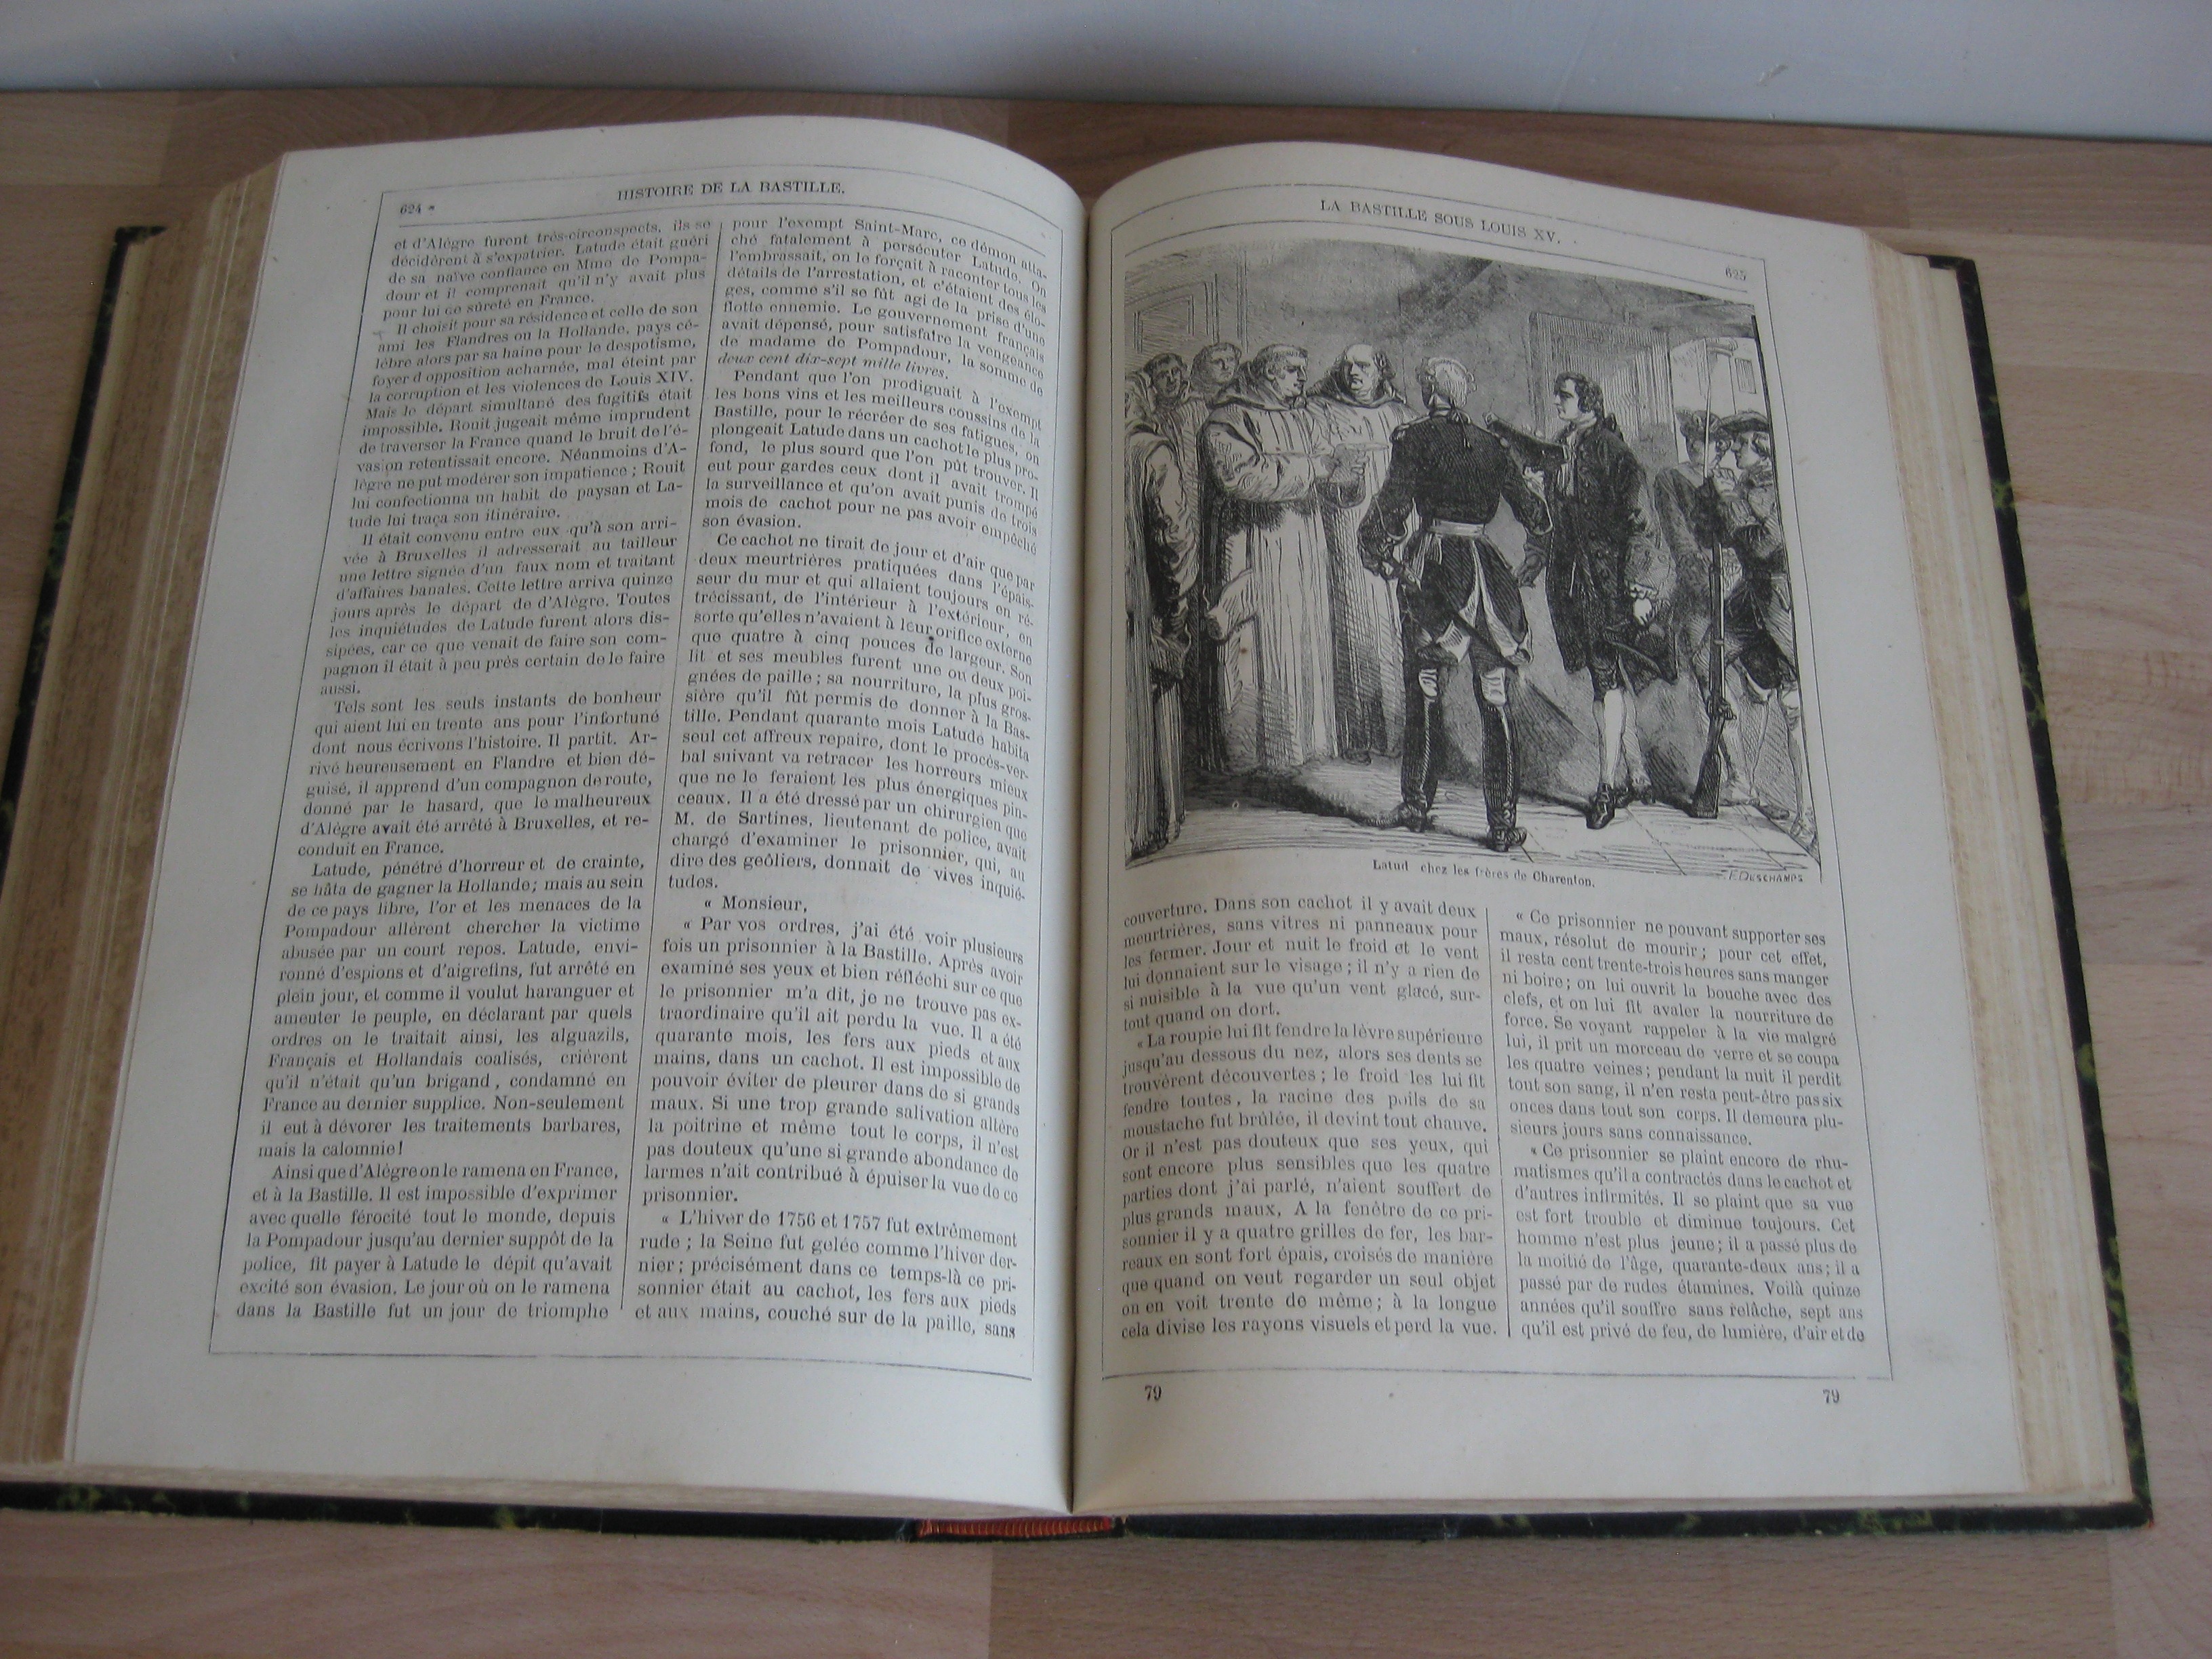 624 *
HISTOIRE DE LA BASTILLE.
et d'Alègre furent très-circonspects, ils se
décidèrent à s'expatrier. Latude était guéri
de sa naïve confiance en Mme de Pompa-
dour et il comprenait qu'il n'y avait plus
pour lui de sûreté en France.
Il choisit pour sa résidence et celle de son
ami les Flandres ou la Hollande, pays cé-
lèbre alors par sa haine pour le despotisme,
foyer d'opposition acharnée, mal éteint par
la corruption et les violences de Louis XIV.
Mais le départ simultané des fugitifs était
impossible. Rouit jugeait même imprudent
de traverser la France quand le bruit de l'é-
vasion retentissait encore. Néanmoins d'A-
lègre ne put modérer son impatience ; Rouit
lui confectionna un habit de paysan et La-
tude lui traça son itinéraire.
Il était convenu entre eux qu'à son arri-
vée à Bruxelles il adresserait au tailleur
une lettre signée d'un faux nom et traitant
d'affaires banales. Cette lettre arriva quinze
jours après le départ de d'Alègre. Toutes
les inquiétudes de Latude furent alors dis-
sipées, car ce que venait de faire son com-
pagnon il était à peu près certain de le faire
aussi.
Tels sont les seuls instants de bonheur
qui aient lui en trente ans pour l'infortuné
dont nous écrivons l'histoire. Il partit. Ar-
rivé heureusement en Flandre et bien dé-
guisé, il apprend d'un compagnon de route,
donné par le hasard, que le malheureux
d'Alègre avait été arrêté à Bruxelles, et re-
conduit en France.
Latude, pénétré d'horreur et de crainte,
se hâta de gagner la Hollande; mais au sein
de ce pays libre, l'or et les menaces de la
Pompadour allèrent chercher la victime
abusée par un court repos. Latude, envi-
ronné d'espions et d'aigrefins, fut arrêté en
plein jour, et comme il voulut haranguer et
ameuter le peuple, en déclarant par quels
ordres on le traitait ainsi, les alguazils,
Français et Hollandais coalisés, crièrent
qu'il n'était qu'un brigand, condamné en
France au dernier supplice. Non-seulement
il eut à dévorer les traitements barbares,
mais la calomnie!
Ainsi que d'Alègre on le ramena en France,
et à la Bastille. Il est impossible d'exprimer
avec quelle férocité tout le monde, depuis
la Pompadour jusqu'au dernier suppôt de la
police, fit payer à Latude le dépit qu'avait
excité son évasion. Le jour où on le ramena
dans la Bastille fut un jour de triomphe
pour l'exempt Saint-Marc, ce démon atta-
ché fatalement à persécuter Latude. On
l'embrassait, on le forçait à raconter tous les
détails de l'arrestation, et c'étaient des élo-
ges, comme s'il se fût agi de la prise d'une
flotte ennemie. Le gouvernement français
avait dépensé, pour satisfaire la vengeance
de madame de Pompadour, la somme de
deux cent dix-sept mille livres.
Pendant que l'on prodiguait à l'exempt
les bons vins et les meilleurs coussins de la
Bastille, pour le récréer de ses fatigues, on
plongeait Latude dans un cachot le plus pro-
fond, le plus sourd que l'on pût trouver. Il
eut pour gardes ceux dont il avait trompé
la surveillance et qu'on avait punis de trois
mois de cachot pour ne pas avoir empêché
son évasion.
Ce cachot ne tirait de jour et d'air que par
deux meurtrières pratiquées dans l'épais-
seur du mur et qui allaient toujours en ré-
trécissant, de l'intérieur à l'extérieur, en
sorte qu'elles n'avaient à leur orifice externe
que quatre à cinq pouces de largeur. Son
lit et ses meubles furent une ou deux poi-
gnées de paille ; sa nourriture, la plus gros-
sière qu'il fût permis de donner à la Bas-
tille. Pendant quarante mois Latude habita
seul cet affreux repaire, dont le procès-ver-
bal suivant va retracer les horreurs mieux
que ne le feraient les plus énergiques pin-
ceaux. Il a été dressé par un chirurgien que
M. de Sartines, lieutenant de police, avait
chargé d'examiner le prisonnier, qui, au
dire des geôliers, donnait de vives inquié-
tudes.
« Monsieur,
« Par vos ordres, j'ai été voir plusieurs
fois un prisonnier à la Bastille. Après avoir
examiné ses yeux et bien réfléchi sur ce que
le prisonnier m'a dit, je ne trouve pas ex-
traordinaire qu'il ait perdu la vue. Il a été
quarante mois, les fers aux pieds et aux
mains, dans un cachot. Il est impossible de
pouvoir éviter de pleurer dans de si grands
maux. Si une trop grande salivation altère
la poitrine et même tout le corps, il n'est
pas douteux qu'une si grande abondance de
larmes n'ait contribué à épuiser la vue de ce
prisonnier.
« L'hiver de 1756 et 1757 fut extrêmement
rude ; la Seine fut gelée comme l'hiver der-
nier ; précisément dans ce temps-là ce pri-
sonnier était au cachot, les fers aux pieds
et aux mains, couché sur de la paille, sans
LA BASTILLE SOUS LOUIS XV.
625
F. DESCHAMPS
Latud chez les frères de Charenton.
couverture. Dans son cachot il y avait deux
meurtrières, sans vitres ni panneaux pour
les fermer. Jour et nuit le froid et le vent
lui donnaient sur le visage ; il n'y a rien de
si nuisible à la vue qu'un vent glacé, sur-
tout quand on dort.
« La roupie lui fit fendre la lèvre supérieure
jusqu'au dessous du nez, alors ses dents se
trouvèrent découvertes ; le froid les lui fit
fendre toutes, la racine des poils de sa
moustache fut brûlée, il devint tout chauve.
Or il n'est pas douteux que ses yeux, qui
sont encore plus sensibles que les quatre
parties dont j'ai parlé, n'aient souffert de
plus grands maux. A la fenêtre de ce pri-
sonnier il y a quatre grilles de fer, les bar-
reaux en sont fort épais, croisés de manière
que quand on veut regarder un seul objet
on en voit trente de même ; à la longue
cela divise les rayons visuels et perd la vue.
« Ce prisonnier ne pouvant supporter ses
maux, résolut de mourir ; pour cet effet,
il resta cent trente-trois heures sans manger
ni boire ; on lui ouvrit la bouche avec des
clefs, et on lui fit avaler la nourriture de
force. Se voyant rappeler à la vie malgré
lui, il prit un morceau de verre et se coupa
les quatre veines ; pendant la nuit il perdit
tout son sang, il n'en resta peut-être pas six
onces dans tout son corps. Il demeura plu-
sieurs jours sans connaissance.
« Ce prisonnier se plaint encore de rhu-
matismes qu'il a contractés dans le cachot et
d'autres infirmités. Il se plaint que sa vue
est fort trouble et diminue toujours. Cet
homme n'est plus jeune ; il a passé plus de
la moitié de l'âge, quarante-deux ans ; il a
passé par de rudes étamines. Voilà quinze
années qu'il souffre sans relâche, sept ans
qu'il est privé de feu, de lumière, d'air et de
79
79